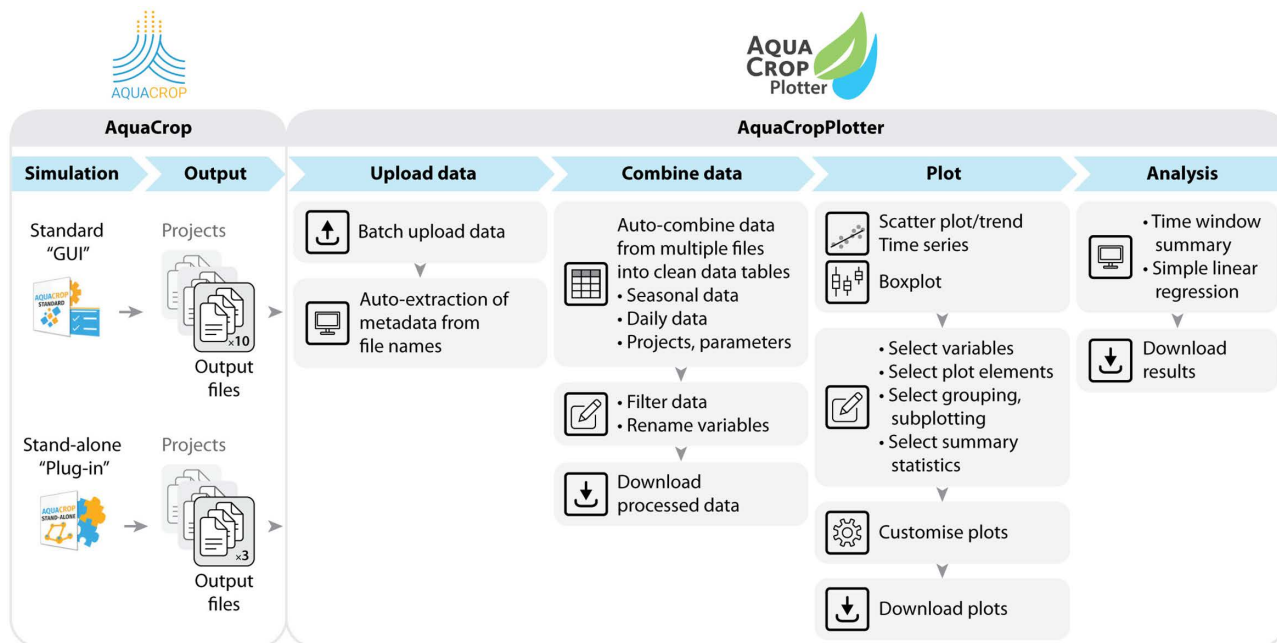 AQUACROP
AQUA
CROP
Plotter
AquaCrop
AquaCropPlotter
Simulation
Output
Upload data
Combine data
Plot
Analysis
Standard
“GUI”
AQUACROP
STANDARD
Projects
×10
Output
files
Stand-alone
“Plug-in”
AQUACROP
STAND-ALONE
Projects
×3
Output
files
Batch upload data
Auto-extraction of
metadata from
file names
Auto-combine data
from multiple files
into clean data tables
• Seasonal data
• Daily data
• Projects, parameters
• Filter data
• Rename variables
Download
processed data
Scatter plot/trend
Time series
Boxplot
• Select variables
• Select plot elements
• Select grouping,
subplotting
• Select summary
statistics
Customise plots
Download plots
• Time window
summary
• Simple linear
regression
Download
results